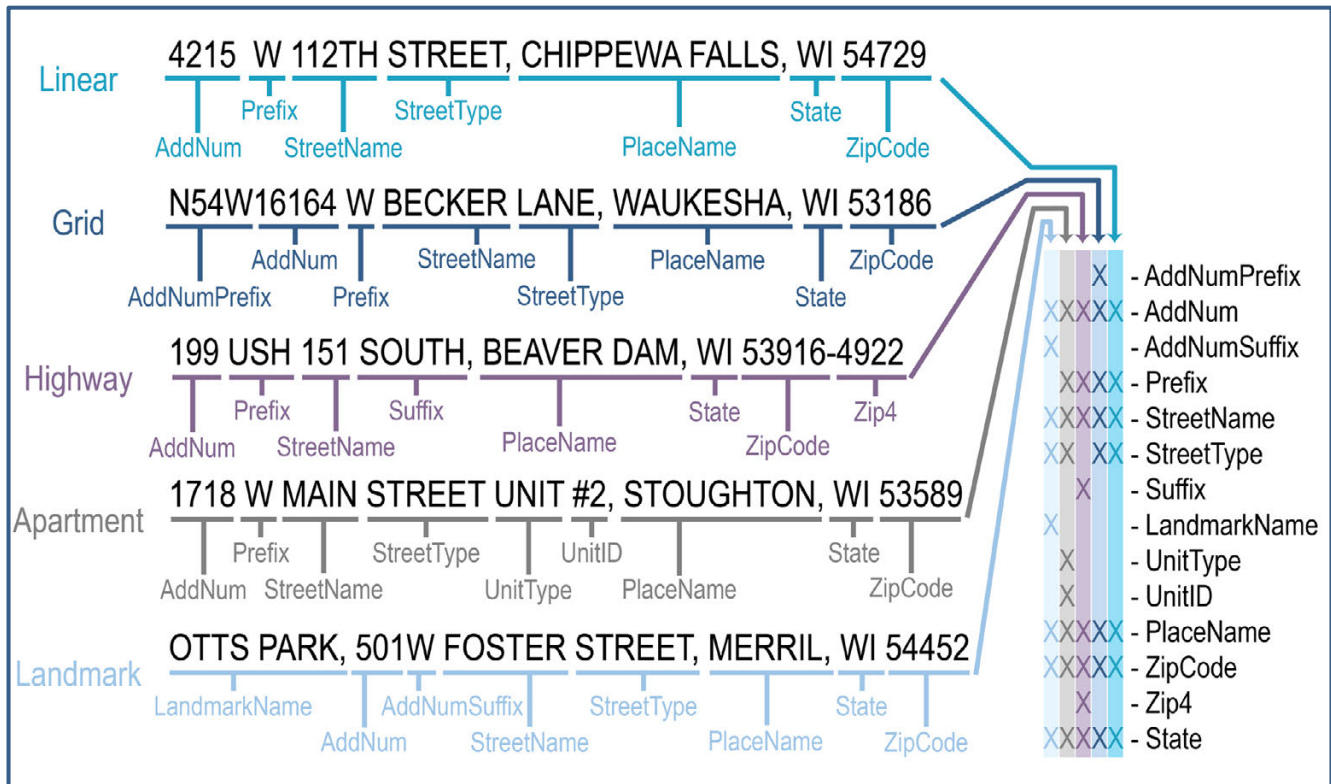 4215 W 112TH STREET, CHIPPEWA FALLS, WI 54729
Linear
Prefix
StreetType
State
AddNum
StreetName
PlaceName
ZipCode
N54W16164 W BECKER LANE, WAUKESHA, WI 53186
Grid
AddNum
StreetName
PlaceName
ZipCode
AddNumPrefix
Prefix
StreetType
State
199 USH 151 SOUTH, BEAVER DAM, WI 53916-4922
Highway
Prefix
Suffix
State
Zip4
AddNum
StreetName
PlaceName
ZipCode
1718 W MAIN STREET UNIT #2, STOUGHTON, WI 53589
Apartment
Prefix
StreetType
UnitID
State
AddNum
StreetName
UnitType
PlaceName
ZipCode
OTTS PARK, 501W FOSTER STREET, MERRIL, WI 54452
Landmark
LandmarkName
AddNumSuffix
StreetType
State
AddNum
StreetName
PlaceName
ZipCode
X - AddNumPrefix
XXXXX - AddNum
X - AddNumSuffix
XXXX - Prefix
XXXXX - StreetName
XX XX - StreetType
X - Suffix
X - LandmarkName
X - UnitType
X - UnitID
XXXXX - PlaceName
XXXXX - ZipCode
X - Zip4
XXXXX - State